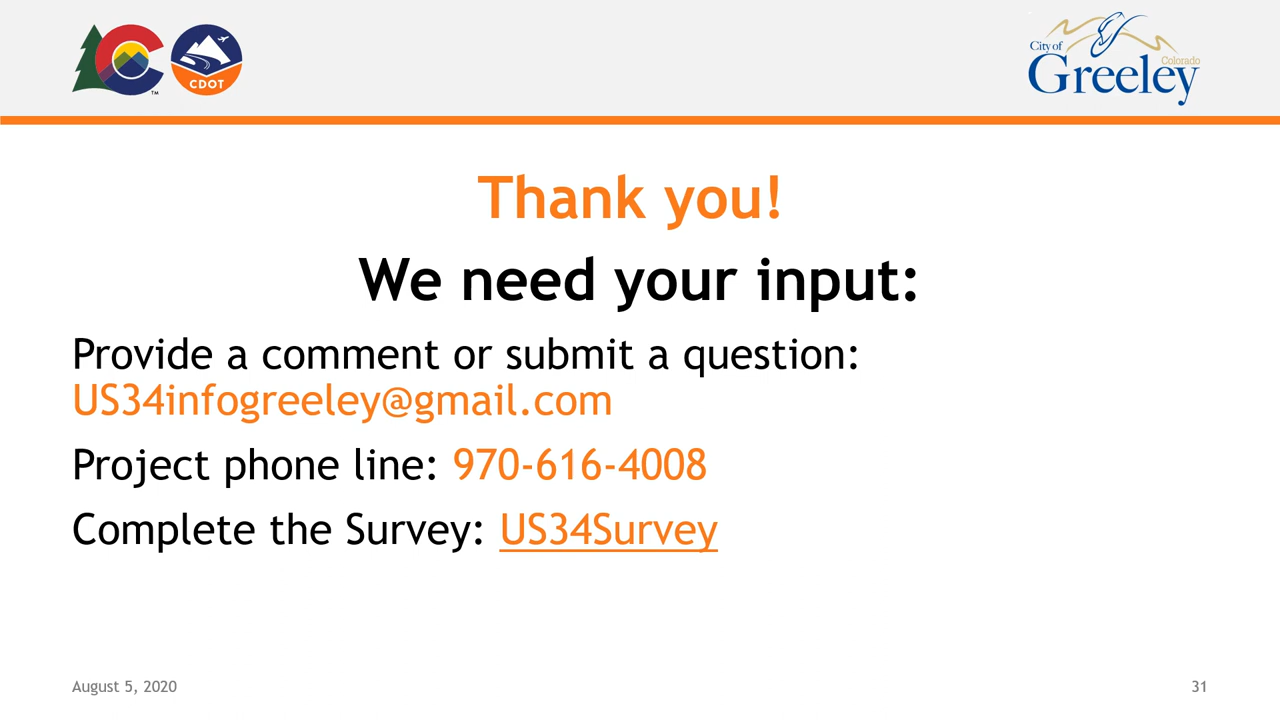 CDOT
TM
City of
Greeley
Colorado
Thank you!
We need your input:
Provide a comment or submit a question:
US34infogreeley@gmail.com
Project phone line: 970-616-4008
Complete the Survey: US34Survey
August 5, 2020
31